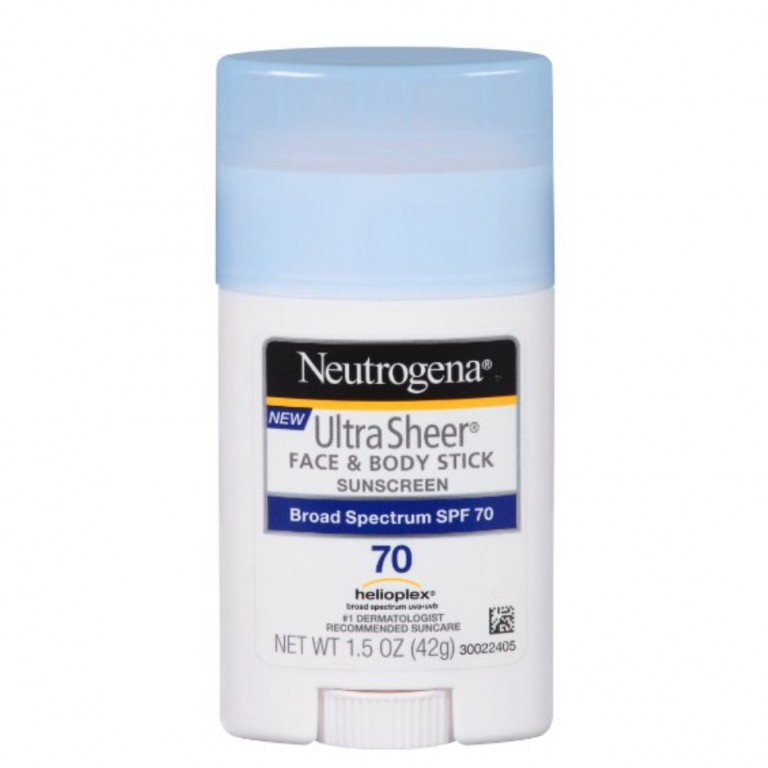 Neutrogena®
NEW
Ultra Sheer®
FACE & BODY STICK
SUNSCREEN
Broad Spectrum SPF 70
70
helioplex®
broad spectrum uva•uvb
#1 DERMATOLOGIST
RECOMMENDED SUNCARE
NET WT 1.5 OZ (42g) 30022405